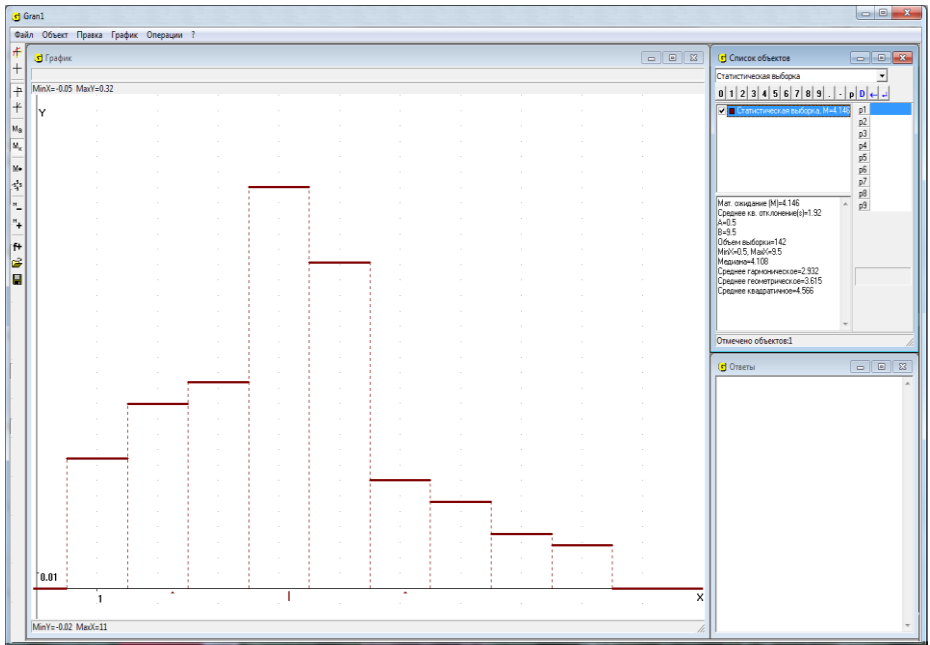 Gran1
Файл Объект Правка График Операции ?
График
MinX=-0.05 MaxY=0.32
Y
0.01
1
X
MinY=-0.02 MaxX=11
Список объектов
Статистическая выборка
0 1 2 3 4 5 6 7 8 9 . - p D ← ↲
Статистическая выборка, M=4.146
p1
p2
p3
p4
p5
p6
p7
p8
p9
Мат. ожидание (M)=4.146
Среднее кв. отклонение(s)=1.92
A=0.5
B=9.5
Объем выборки=142
MinX=0.5, MaxX=9.5
Медиана=4.108
Среднее гармоническое=2.932
Среднее геометрическое=3.615
Среднее квадратичное=4.566
Отмечено объектов:1
Ответы